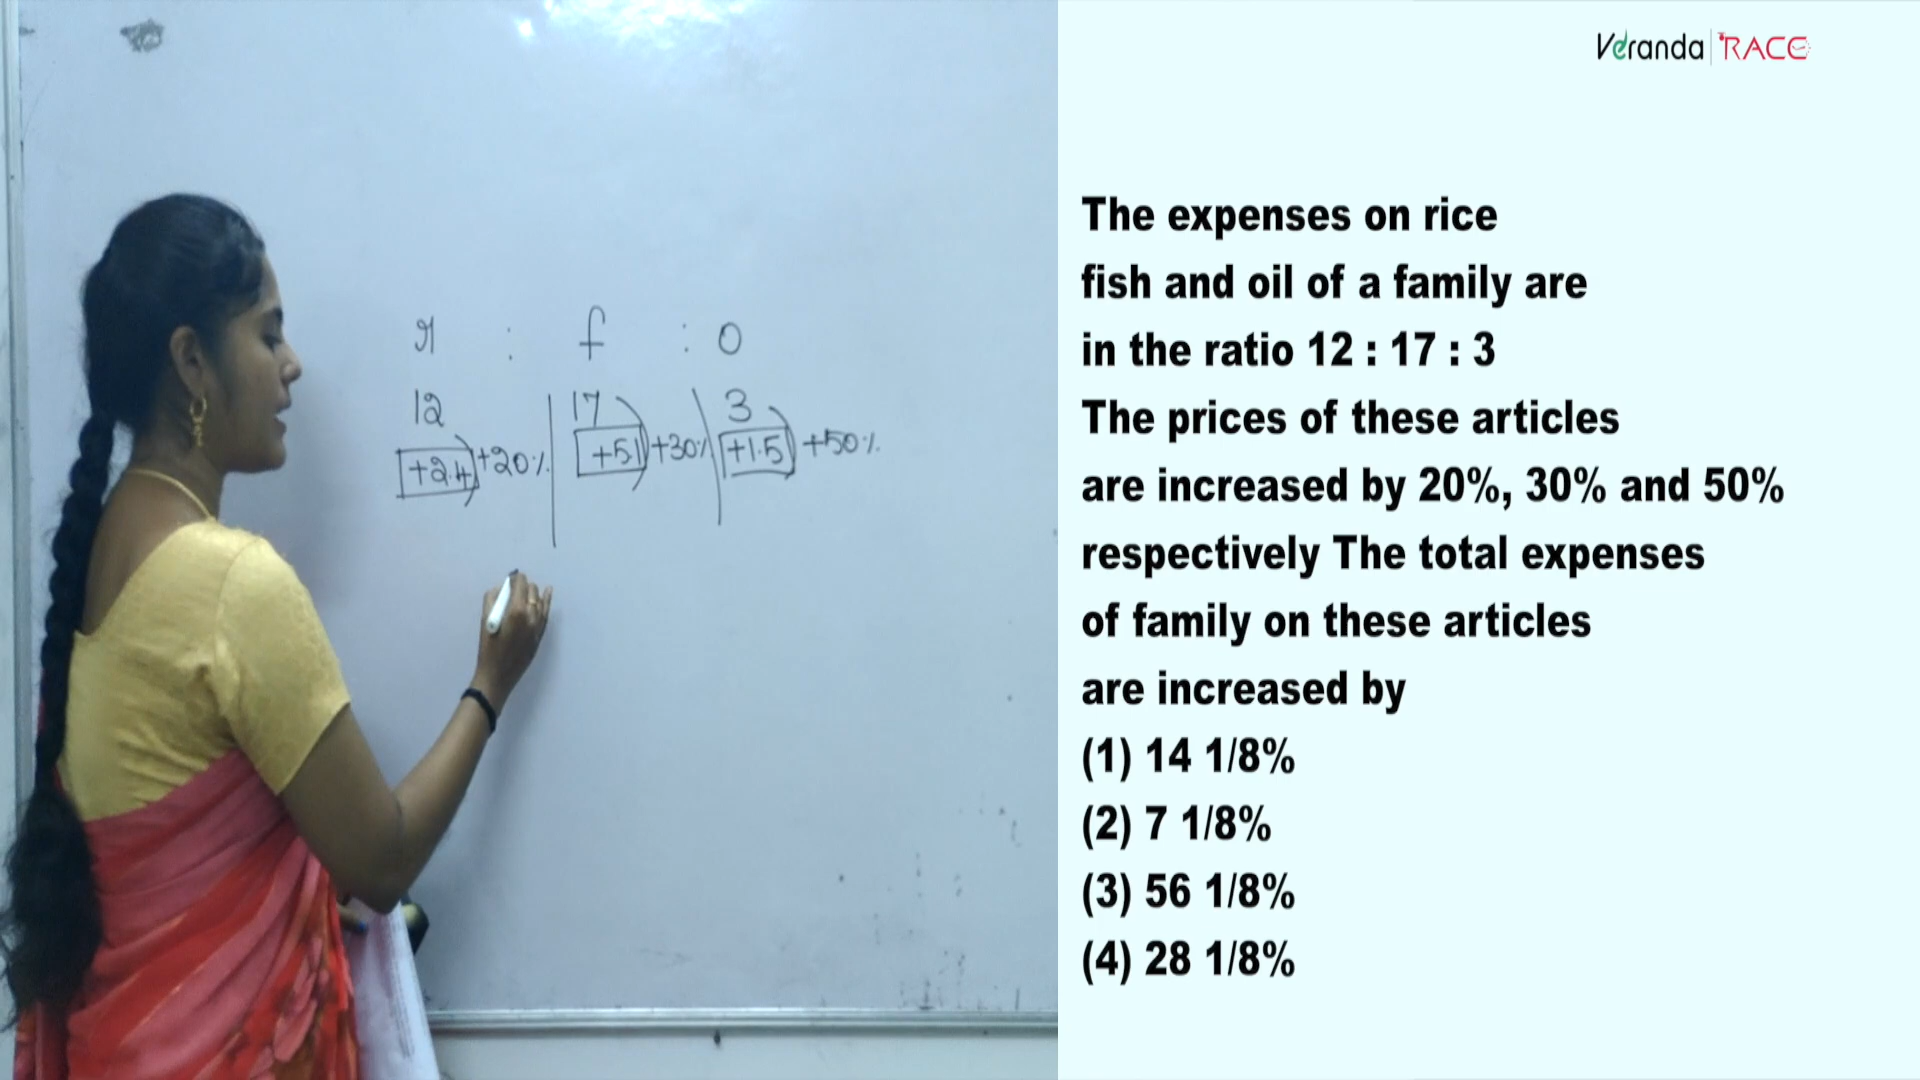 Veranda RACE
r : f : o
12 17 3
+2.4 +20% +5.1 +30% +1.5 +50%
The expenses on rice
fish and oil of a family are
in the ratio 12 : 17 : 3
The prices of these articles
are increased by 20%, 30% and 50%
respectively The total expenses
of family on these articles
are increased by
(1) 14 1/8%
(2) 7 1/8%
(3) 56 1/8%
(4) 28 1/8%